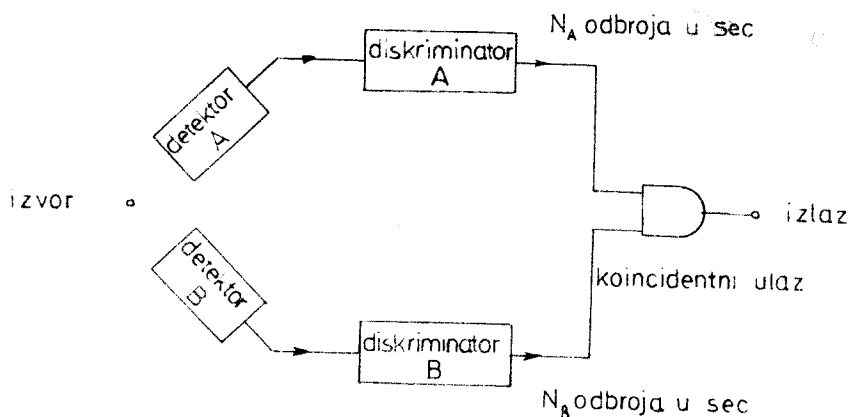 N_A odbroja u sec
diskriminator
A
detektor
A
izvor
izlaz
detektor
B
koincidentni ulaz
diskriminator
B
N_B odbroja u sec